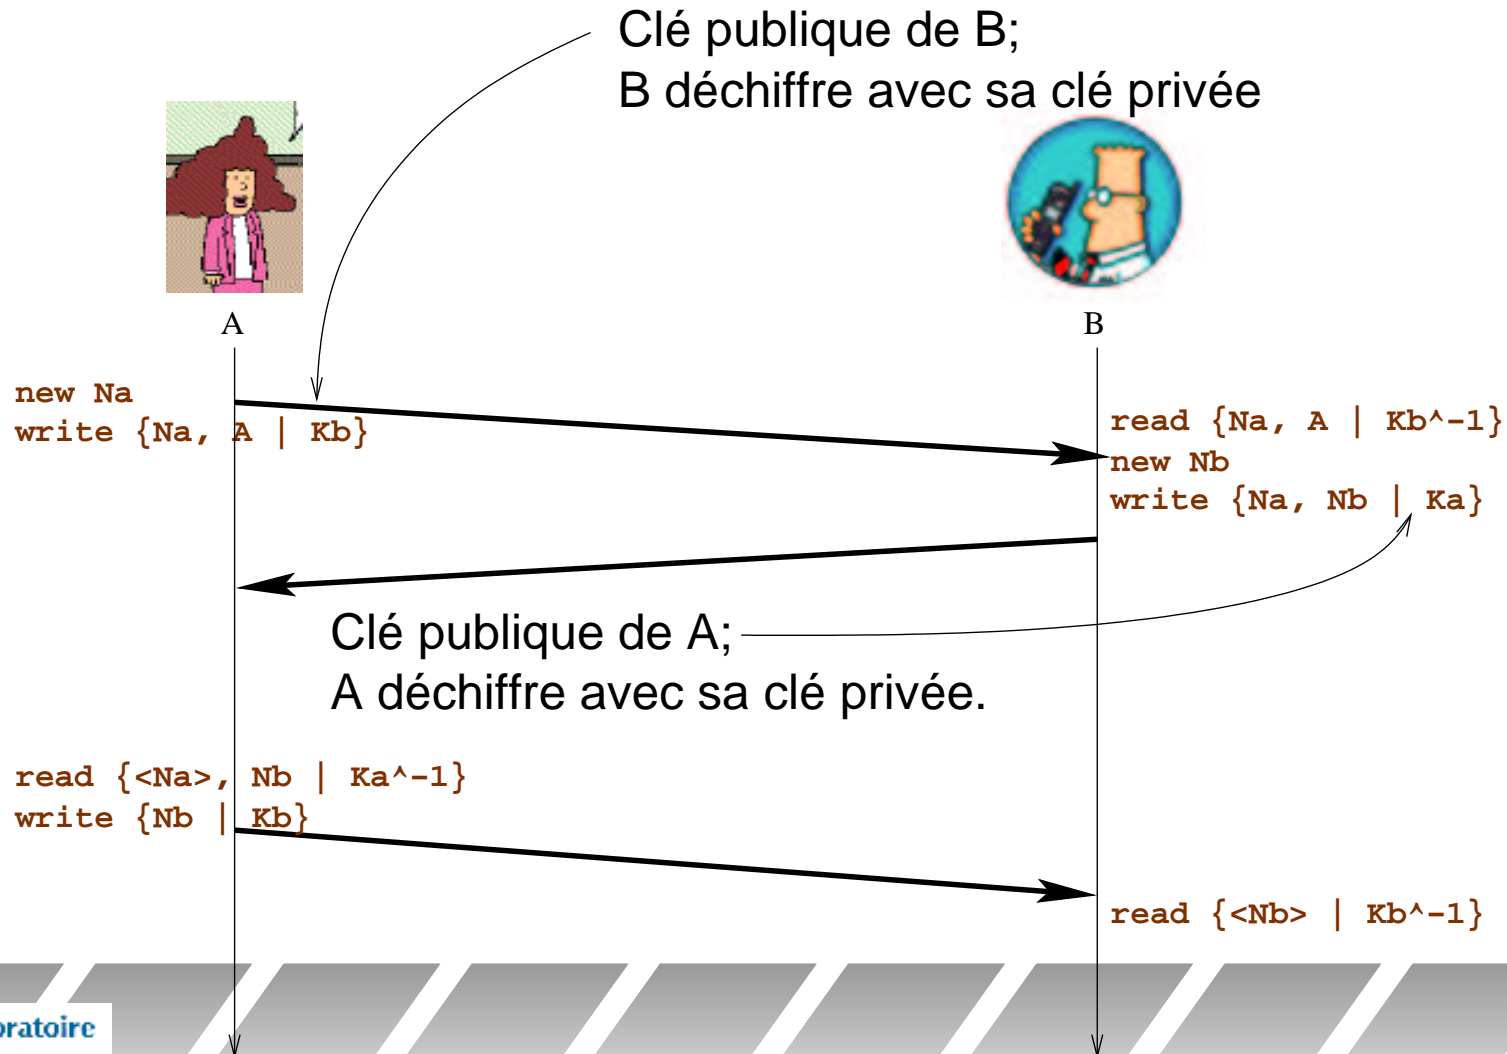 Clé publique de B;
B déchiffre avec sa clé privée
A
B
new Na
write {Na, A | Kb}
read {Na, A | Kb^-1}
new Nb
write {Na, Nb | Ka}
Clé publique de A;
A déchiffre avec sa clé privée.
read {<Na>, Nb | Ka^-1}
write {Nb | Kb}
read {<Nb> | Kb^-1}
oratoire